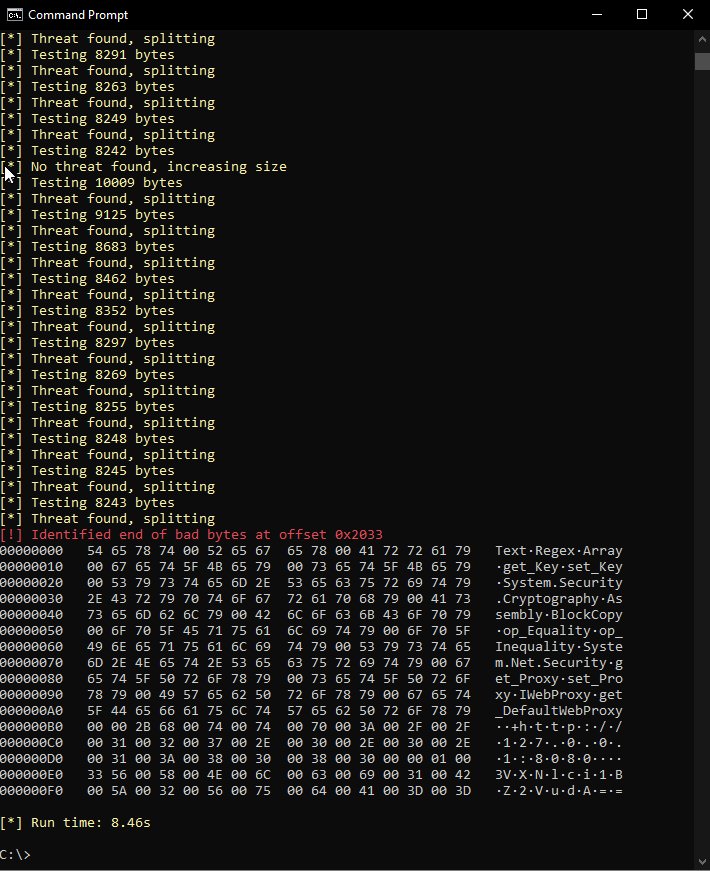 Command Prompt
[*] Threat found, splitting
[*] Testing 8291 bytes
[*] Threat found, splitting
[*] Testing 8263 bytes
[*] Threat found, splitting
[*] Testing 8249 bytes
[*] Threat found, splitting
[*] Testing 8242 bytes
[*] No threat found, increasing size
[*] Testing 10009 bytes
[*] Threat found, splitting
[*] Testing 9125 bytes
[*] Threat found, splitting
[*] Testing 8683 bytes
[*] Threat found, splitting
[*] Testing 8462 bytes
[*] Threat found, splitting
[*] Testing 8352 bytes
[*] Threat found, splitting
[*] Testing 8297 bytes
[*] Threat found, splitting
[*] Testing 8269 bytes
[*] Threat found, splitting
[*] Testing 8255 bytes
[*] Threat found, splitting
[*] Testing 8248 bytes
[*] Threat found, splitting
[*] Testing 8245 bytes
[*] Threat found, splitting
[*] Testing 8243 bytes
[*] Threat found, splitting
[!] Identified end of bad bytes at offset 0x2033
00000000   54 65 78 74 00 52 65 67  65 78 00 41 72 72 61 79   Text·Regex·Array
00000010   00 67 65 74 5F 4B 65 79  00 73 65 74 5F 4B 65 79   ·get_Key·set_Key
00000020   00 53 79 73 74 65 6D 2E  53 65 63 75 72 69 74 79   ·System.Security
00000030   2E 43 72 79 70 74 6F 67  72 61 70 68 79 00 41 73   .Cryptography·As
00000040   73 65 6D 62 6C 79 00 42  6C 6F 63 6B 43 6F 70 79   sembly·BlockCopy
00000050   00 6F 70 5F 45 71 75 61  6C 69 74 79 00 6F 70 5F   ·op_Equality·op_
00000060   49 6E 65 71 75 61 6C 69  74 79 00 53 79 73 74 65   Inequality·Syste
00000070   6D 2E 4E 65 74 2E 53 65  63 75 72 69 74 79 00 67   m.Net.Security·g
00000080   65 74 5F 50 72 6F 78 79  00 73 65 74 5F 50 72 6F   et_Proxy·set_Pro
00000090   78 79 00 49 57 65 62 50  72 6F 78 79 00 67 65 74   xy·IWebProxy·get
000000A0   5F 44 65 66 61 75 6C 74  57 65 62 50 72 6F 78 79   _DefaultWebProxy
000000B0   00 00 2B 68 00 74 00 74  00 70 00 3A 00 2F 00 2F   ··+h·t·t·p·:·/·/
000000C0   00 31 00 32 00 37 00 2E  00 30 00 2E 00 30 00 2E   ·1·2·7·.·0·.·0·.
000000D0   00 31 00 3A 00 38 00 30  00 38 00 30 00 00 01 00   ·1·:·8·0·8·0····
000000E0   33 56 00 58 00 4E 00 6C  00 63 00 69 00 31 00 42   3V·X·N·l·c·i·1·B
000000F0   00 5A 00 32 00 56 00 75  00 64 00 41 00 3D 00 3D   ·Z·2·V·u·d·A·=·=
[*] Run time: 8.46s
C:\>